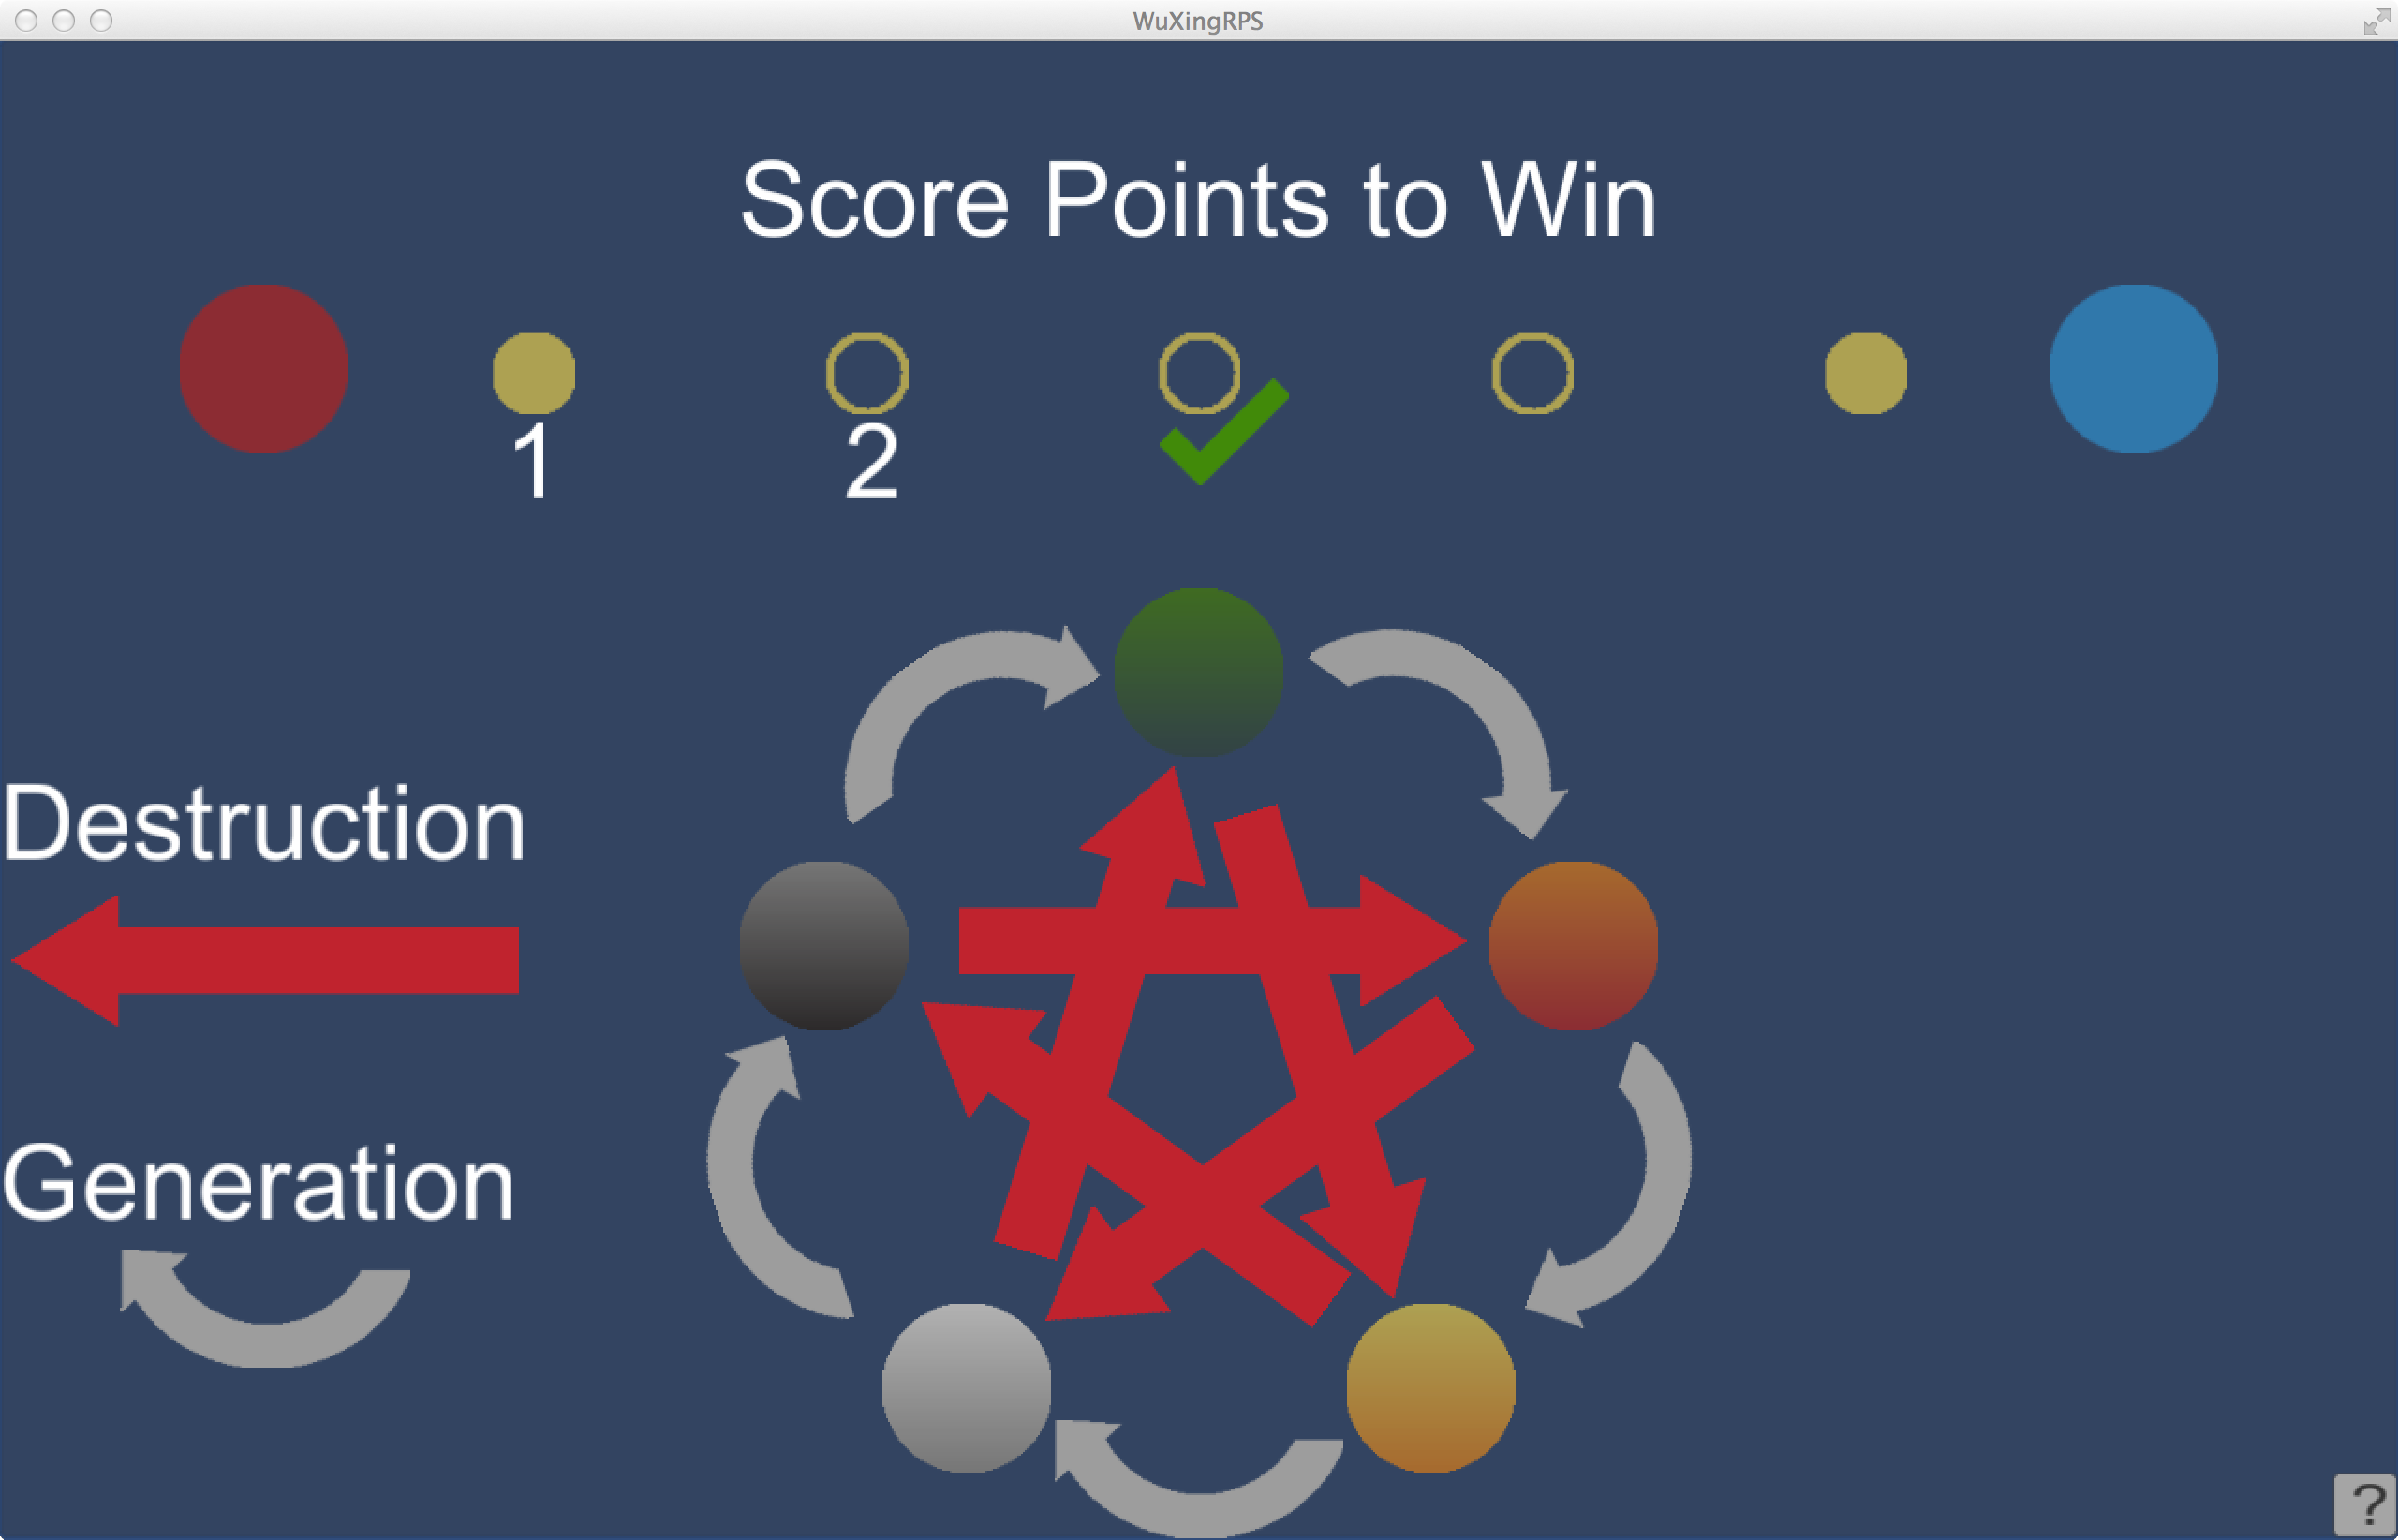 WuXingRPS
Score Points to Win
1
2
Destruction
Generation
?